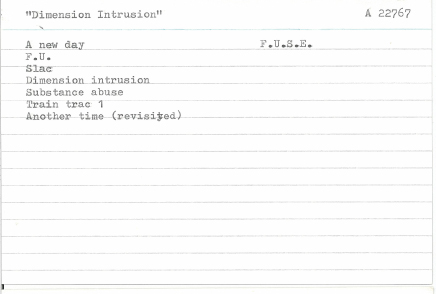 "Dimension Intrusion" A 22767
A new day F.U.S.E.
F.U.
Slac
Dimension intrusion
Substance abuse
Train trac 1
Another time (revisited)